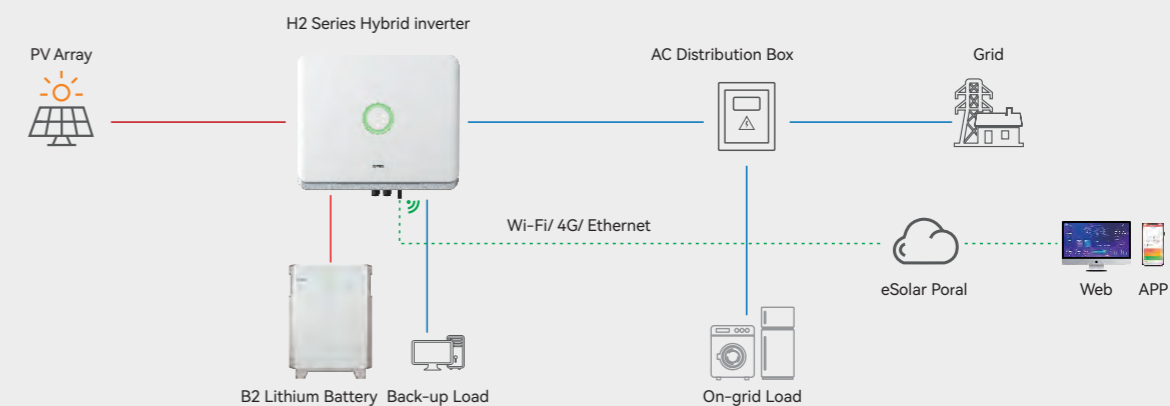 H2 Series Hybrid inverter
PV Array
AC Distribution Box
Grid
Wi-Fi/ 4G/ Ethernet
eSolar Poral
Web
APP
B2 Lithium Battery
Back-up Load
On-grid Load